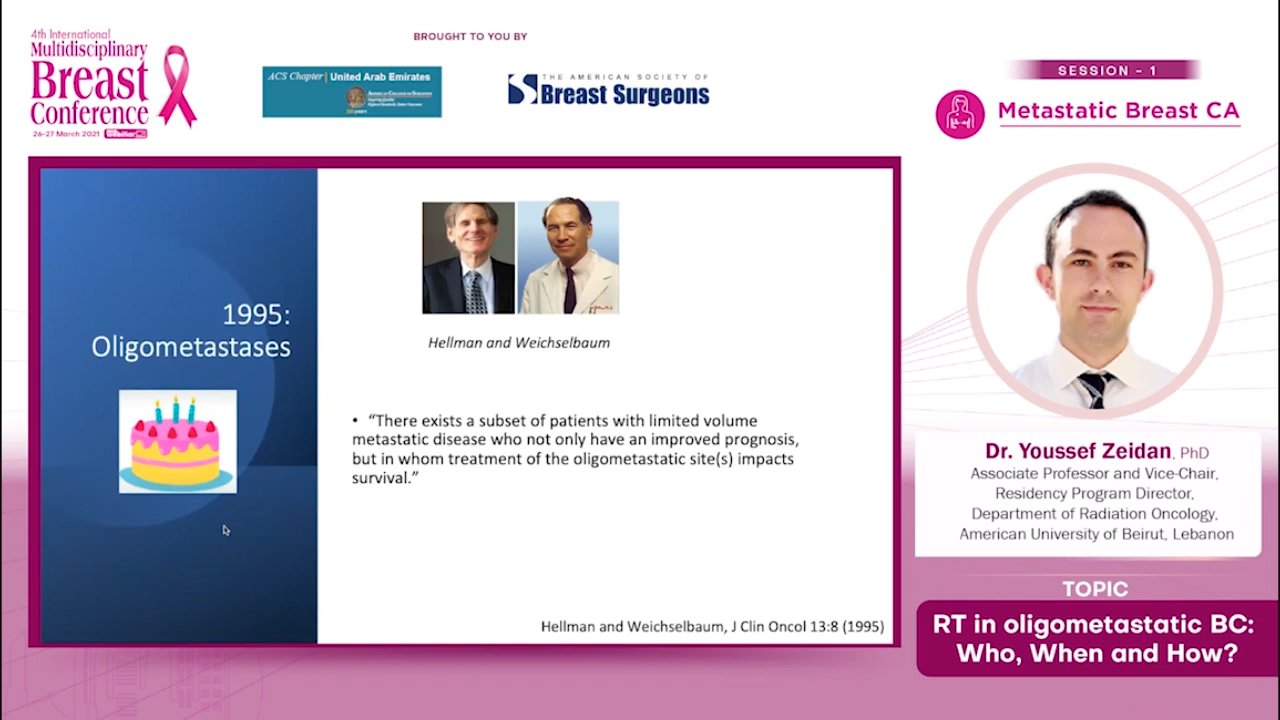 4th International
Multidisciplinary
Breast
Conference
26-27 March 2021
BROUGHT TO YOU BY
ACS Chapter | United Arab Emirates
AMERICAN COLLEGE OF SURGEONS
THE AMERICAN SOCIETY OF
Breast Surgeons
SESSION - 1
Metastatic Breast CA
1995:
Oligometastases
Hellman and Weichselbaum
• “There exists a subset of patients with limited volume
metastatic disease who not only have an improved prognosis,
but in whom treatment of the oligometastatic site(s) impacts
survival.”
Hellman and Weichselbaum, J Clin Oncol 13:8 (1995)
Dr. Youssef Zeidan, PhD
Associate Professor and Vice-Chair,
Residency Program Director,
Department of Radiation Oncology,
American University of Beirut, Lebanon
TOPIC
RT in oligometastatic BC:
Who, When and How?